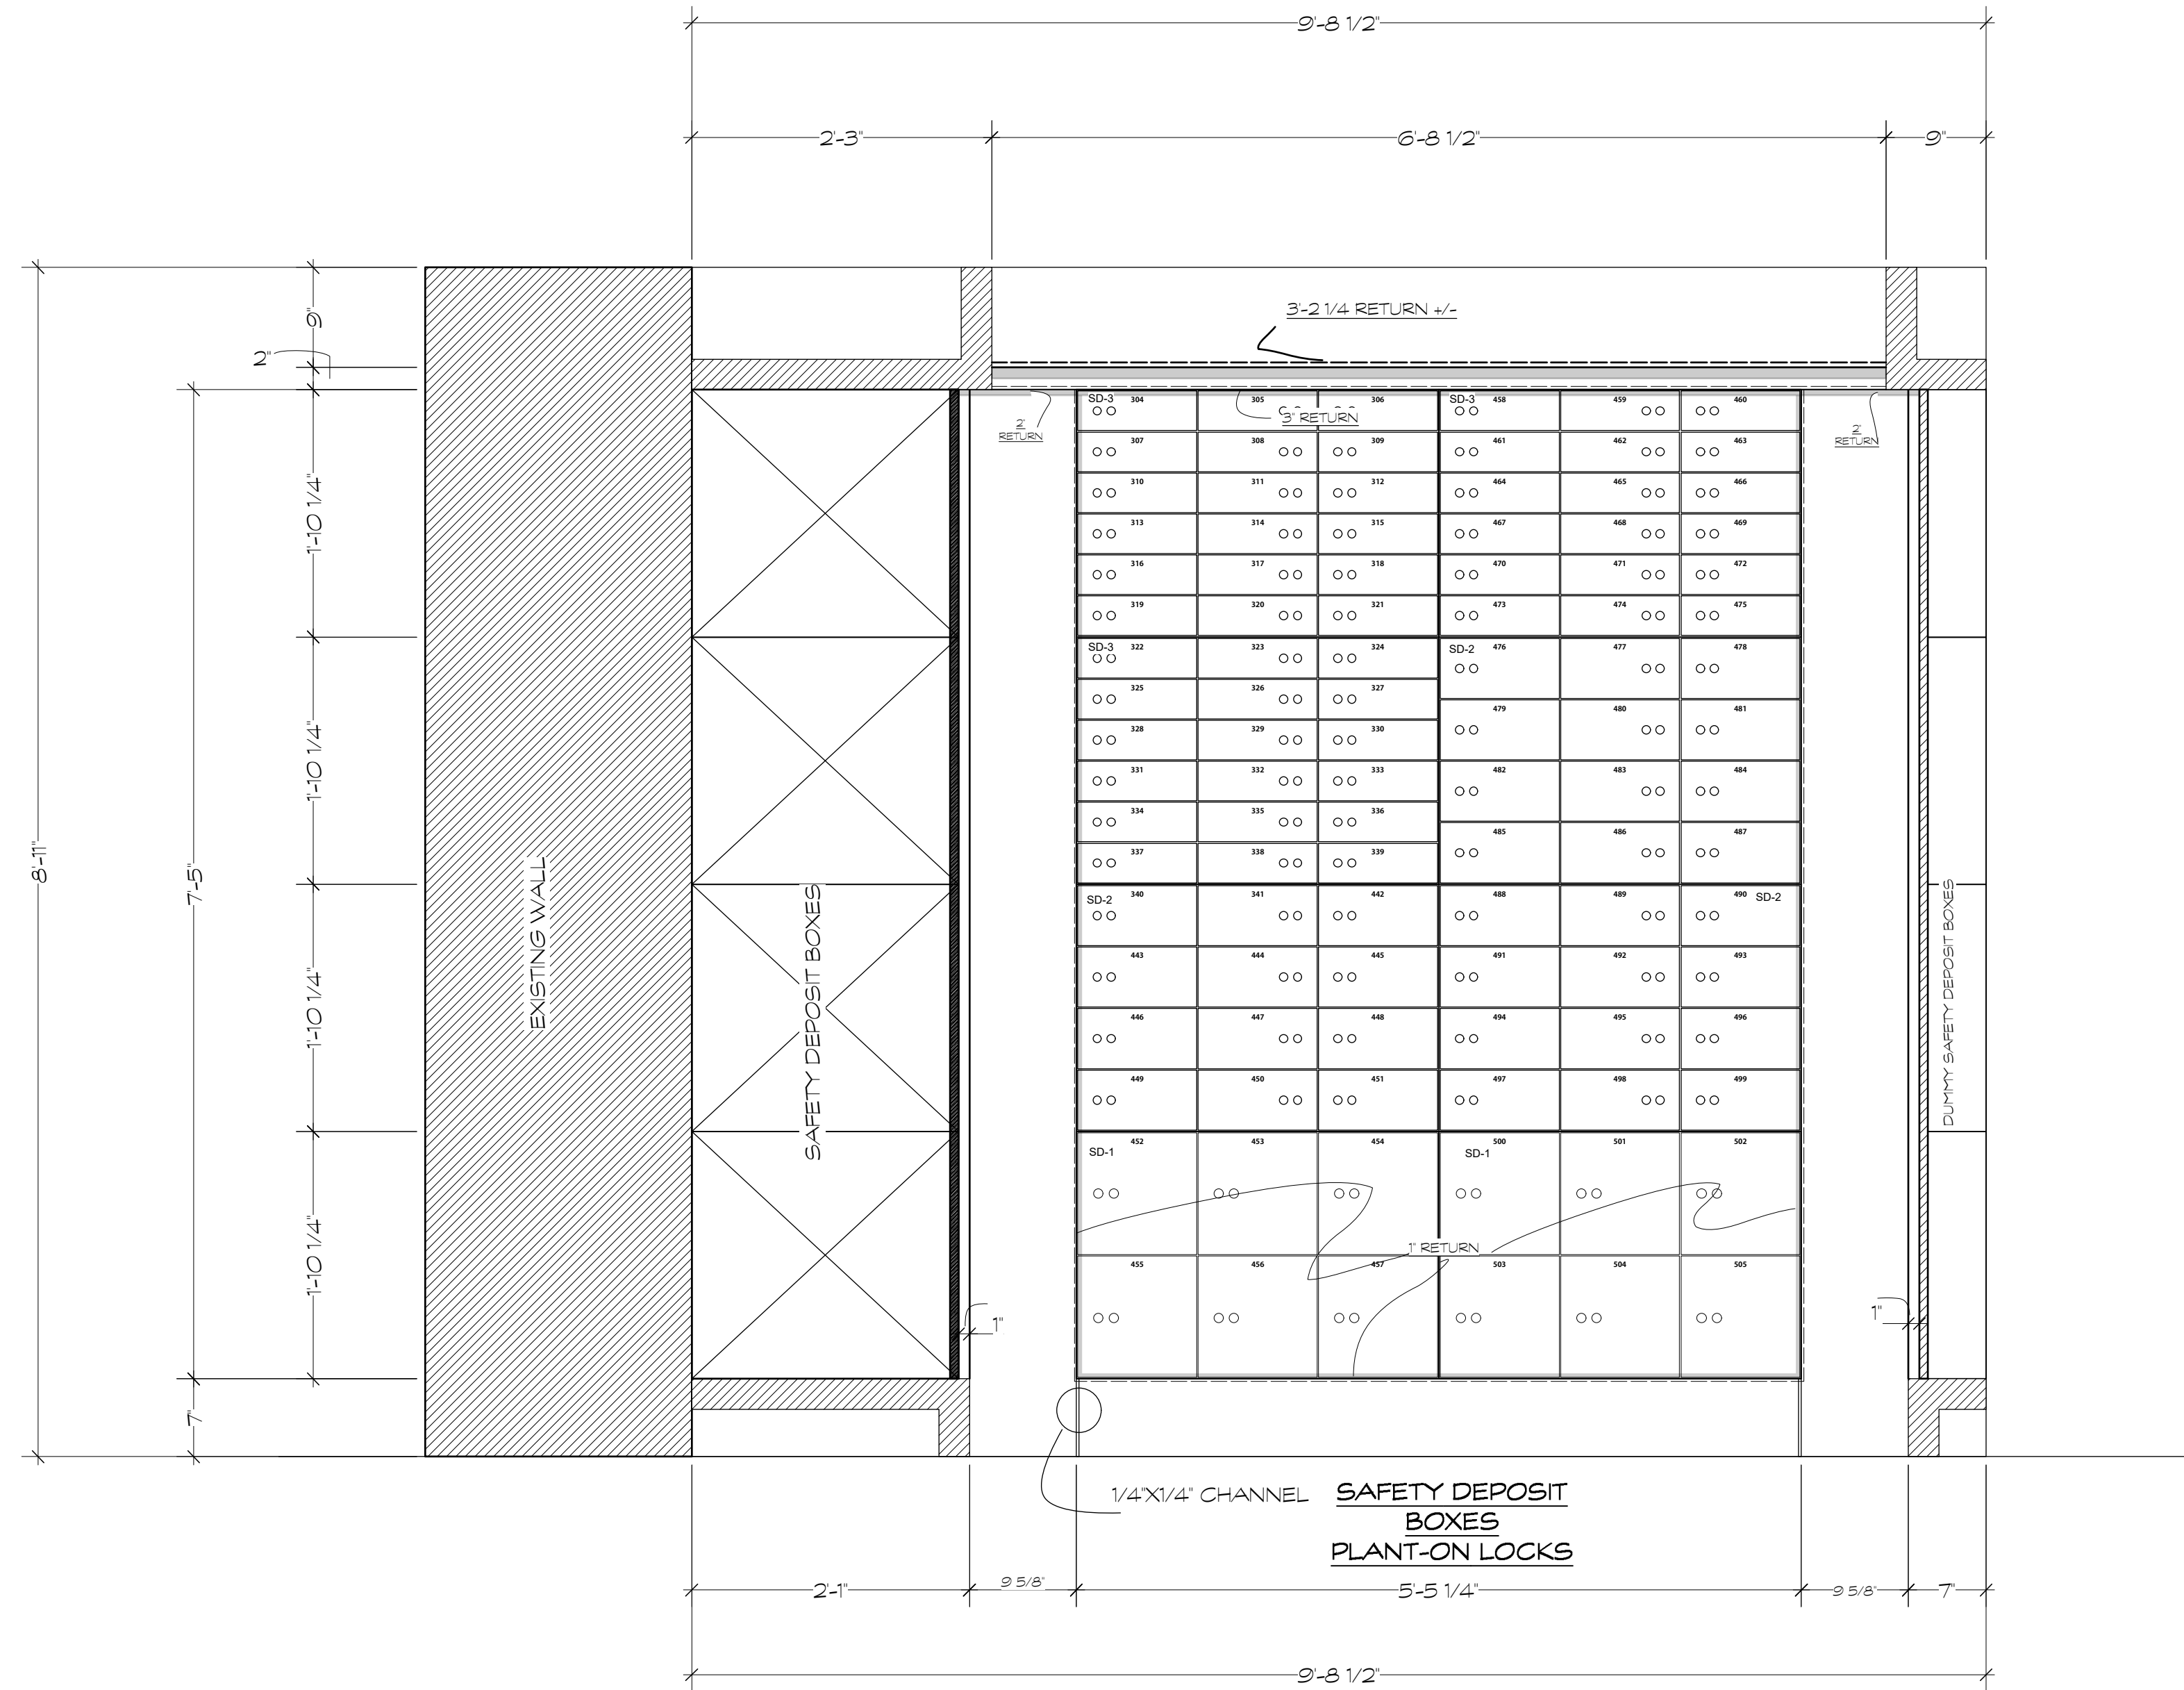 9'-8 1/2"
2'-3"
6'-8 1/2"
9"
3'-2 1/4 RETURN +/-
9"
2"
1'-10 1/4"
1'-10 1/4"
1'-10 1/4"
1'-10 1/4"
7'-5"
7"
8'-11"
EXISTING WALL
SAFETY DEPOSIT BOXES
2'
RETURN
3" RETURN
2'
RETURN
SD-3 304 305 306 SD-3 458 459 460
307 308 309 461 462 463
310 311 312 464 465 466
313 314 315 467 468 469
316 317 318 470 471 472
319 320 321 473 474 475
SD-3 322 323 324 SD-2 476 477 478
325 326 327
479 480 481
328 329 330
331 332 333 482 483 484
334 335 336
485 486 487
337 338 339
SD-2 340 341 442 488 489 490 SD-2
443 444 445 491 492 493
446 447 448 494 495 496
449 450 451 497 498 499
452 453 454 500 501 502
SD-1 SD-1
1" RETURN
455 456 457 503 504 505
DUMMY SAFETY DEPOSIT BOXES
1"
1"
1/4"X1/4" CHANNEL
SAFETY DEPOSIT
BOXES
PLANT-ON LOCKS
2'-1"
9 5/8"
5'-5 1/4"
9 5/8"
7"
9'-8 1/2"